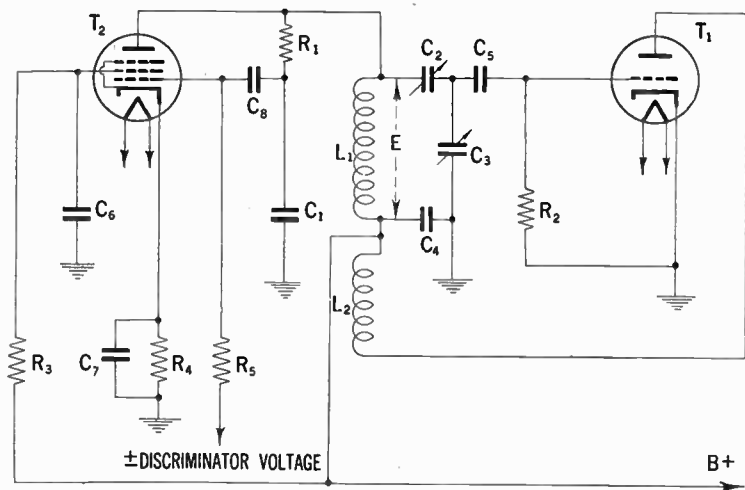 T2
R1
C2
C5
T1
C8
L1
E
C3
C6
C1
C4
R2
L2
R3
C7
R4
R5
± DISCRIMINATOR VOLTAGE
B+